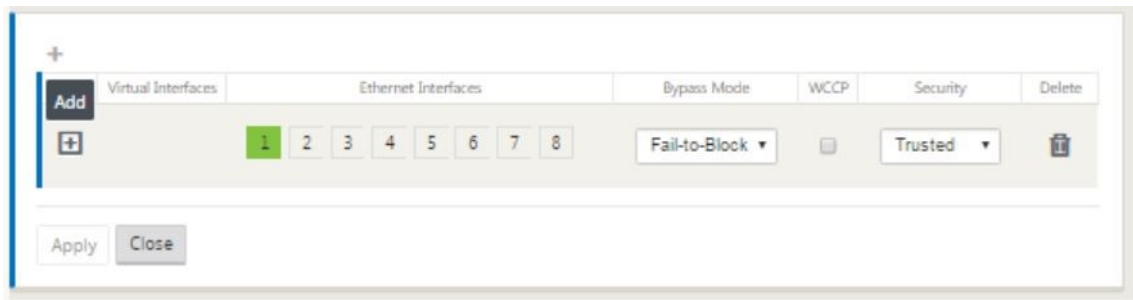 +
Add Virtual Interfaces Ethernet Interfaces Bypass Mode WCCP Security Delete
1 2 3 4 5 6 7 8 Fail-to-Block Trusted
Apply Close